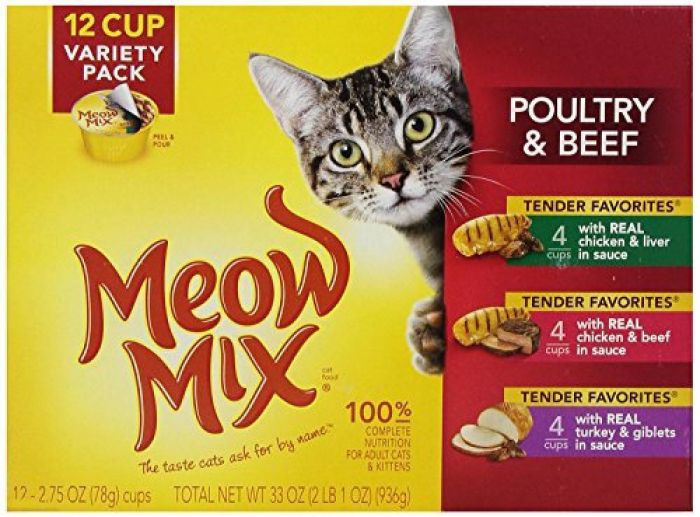 12 CUP
VARIETY
PACK
Meow
Mix
PEEL &
POUR
POULTRY
& BEEF
Meow
Mix
cat
food
®
The taste cats ask for by name™
100%
COMPLETE
NUTRITION
FOR ADULT CATS
& KITTENS
12 - 2.75 OZ (78g) cups TOTAL NET WT 33 OZ (2 LB 1 OZ) (936g)
TENDER FAVORITES®
4
cups
with REAL
chicken & liver
in sauce
TENDER FAVORITES®
4
cups
with REAL
chicken & beef
in sauce
TENDER FAVORITES®
4
cups
with REAL
turkey & giblets
in sauce